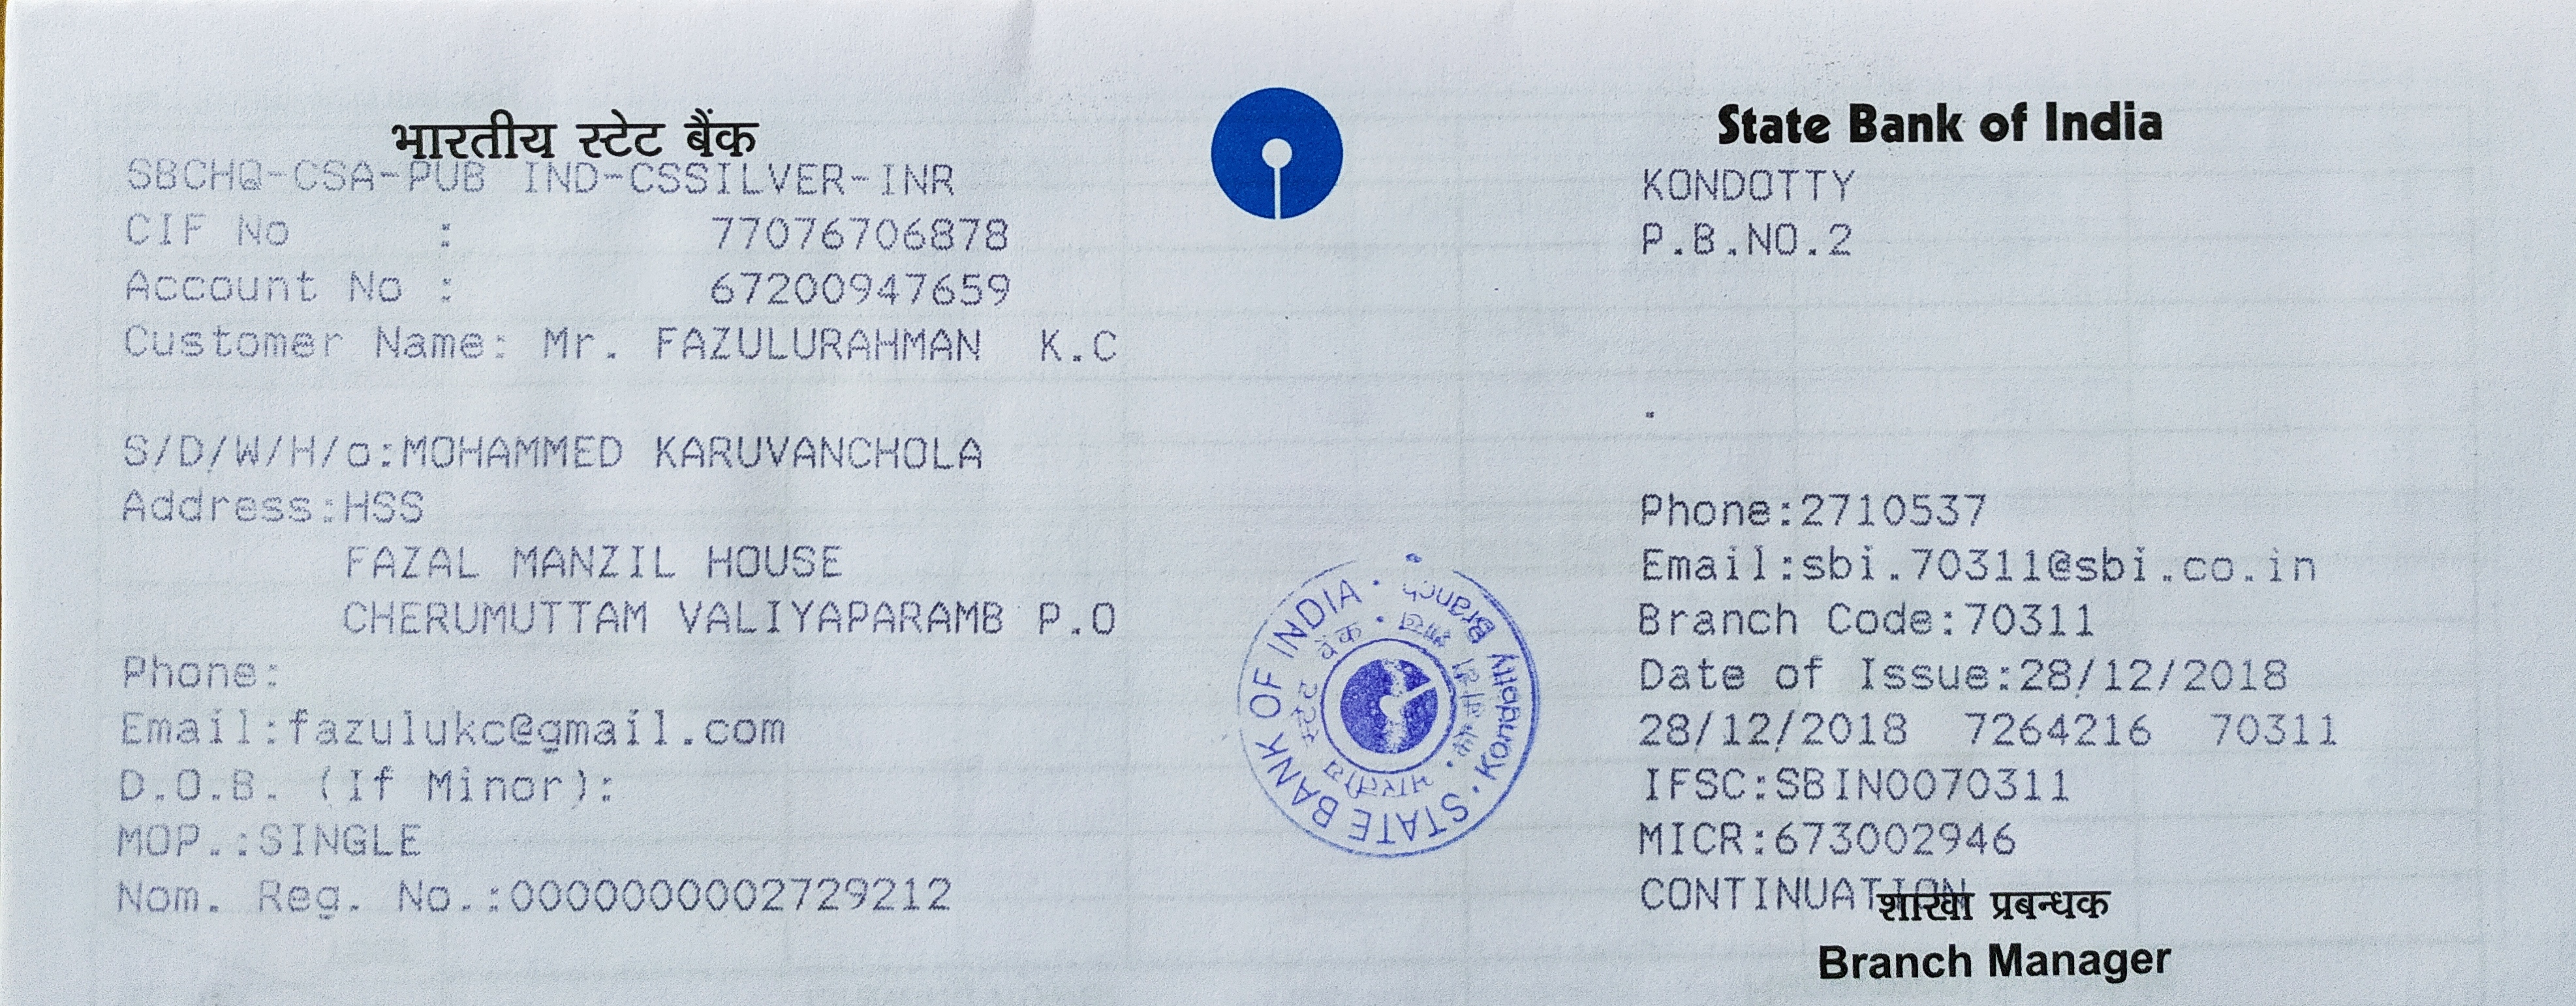 भारतीय स्टेट बैंक
State Bank of India
SBCHQ-CSA-PUB IND-CSSILVER-INR
CIF No : 77076706878
Account No : 67200947659
Customer Name: Mr. FAZULURAHMAN K.C
S/D/W/H/o:MOHAMMED KARUVANCHOLA
Address:HSS
FAZAL MANZIL HOUSE
CHERUMUTTAM VALIYAPARAMB P.O
Phone:
Email:fazulukc@gmail.com
D.O.B. (If Minor):
MOP.:SINGLE
Nom. Reg. No.:0000000002729212
KONDOTTY
P.B.NO.2
.
Phone:2710537
Email:sbi.70311@sbi.co.in
Branch Code:70311
Date of Issue:28/12/2018
28/12/2018 7264216 70311
IFSC:SBIN0070311
MICR:673002946
CONTINUATION
शाखा प्रबन्धक
Branch Manager
STATE BANK OF INDIA
Kondotty Branch
भारतीय स्टेट बैंक